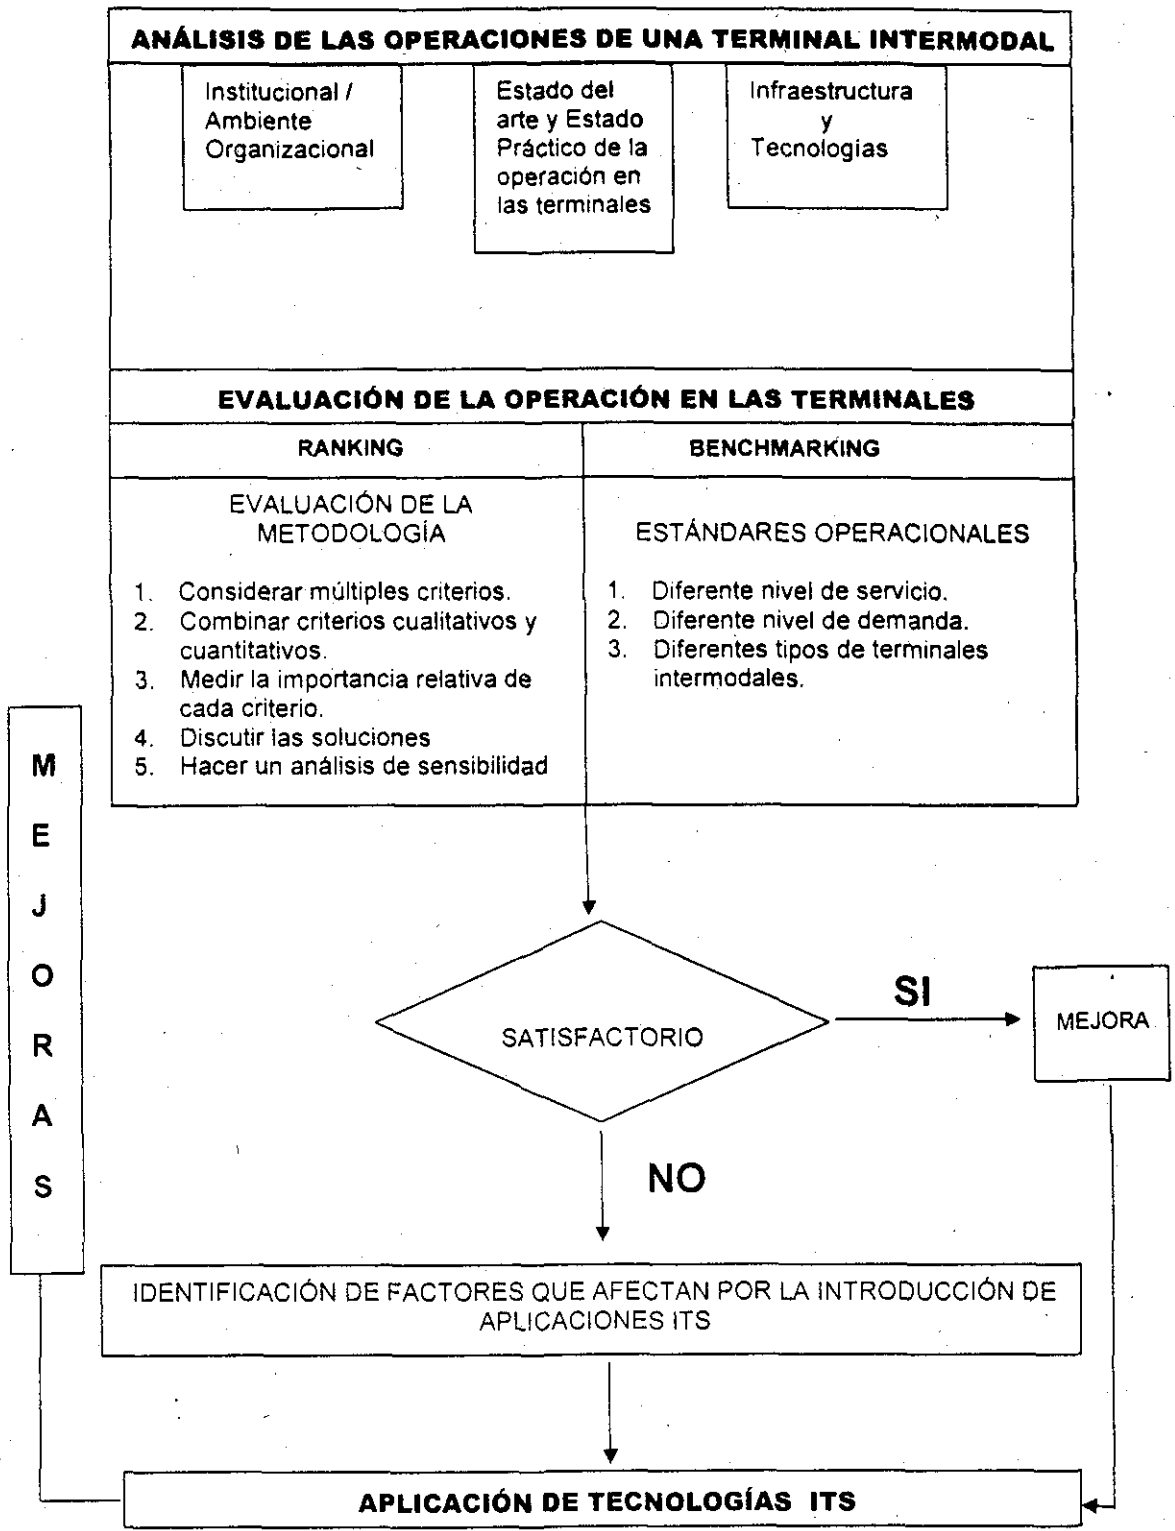 ANÁLISIS DE LAS OPERACIONES DE UNA TERMINAL INTERMODAL
Institucional /
Ambiente
Organizacional
Estado del
arte y Estado
Práctico de la
operación en
las terminales
Infraestructura
y
Tecnologías
EVALUACIÓN DE LA OPERACIÓN EN LAS TERMINALES
RANKING
BENCHMARKING
EVALUACIÓN DE LA
METODOLOGÍA
1. Considerar múltiples criterios.
2. Combinar criterios cualitativos y
cuantitativos.
3. Medir la importancia relativa de
cada criterio.
4. Discutir las soluciones
5. Hacer un análisis de sensibilidad
ESTÁNDARES OPERACIONALES
1. Diferente nivel de servicio.
2. Diferente nivel de demanda.
3. Diferentes tipos de terminales
intermodales.
M
E
J
O
R
A
S
SATISFACTORIO
SI
MEJORA
NO
IDENTIFICACIÓN DE FACTORES QUE AFECTAN POR LA INTRODUCCIÓN DE
APLICACIONES ITS
APLICACIÓN DE TECNOLOGÍAS ITS